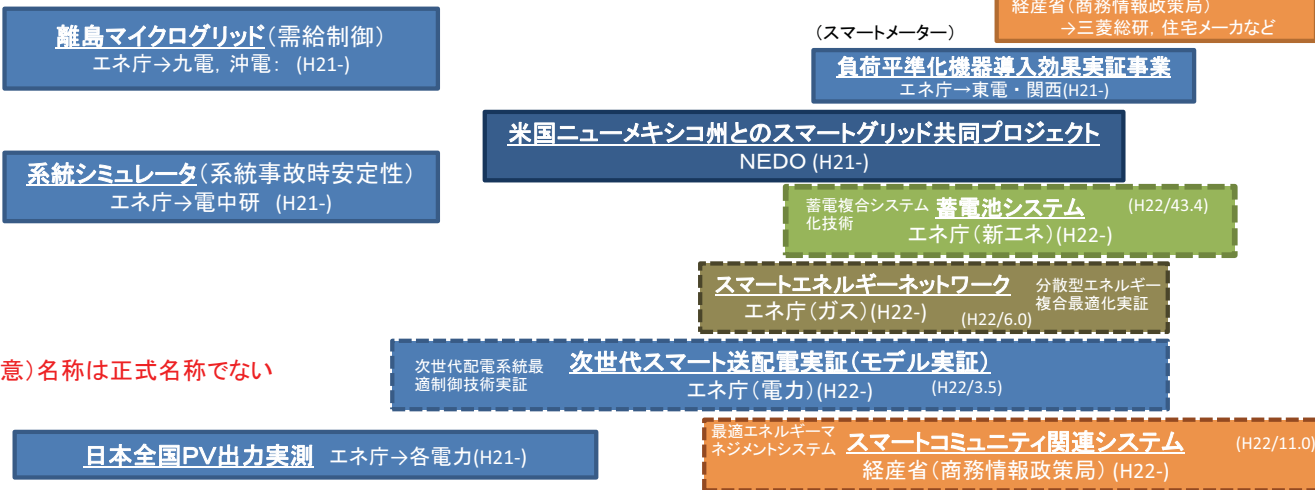 経産省(商務情報政策局)
→三菱総研, 住宅メーカなど
離島マイクログリッド(需給制御)
エネ庁→九電, 沖電: (H21-)
(スマートメーター)
負荷平準化機器導入効果実証事業
エネ庁→東電・関西(H21-)
米国ニューメキシコ州とのスマートグリッド共同プロジェクト
NEDO (H21-)
系統シミュレータ(系統事故時安定性)
エネ庁→電中研 (H21-)
蓄電複合システム化技術 蓄電池システム (H22/43.4)
エネ庁(新エネ)(H22-)
スマートエネルギーネットワーク 分散型エネルギー複合最適化実証
エネ庁(ガス)(H22-) (H22/6.0)
意)名称は正式名称でない
次世代配電系統最適制御技術実証 次世代スマート送配電実証(モデル実証)
エネ庁(電力)(H22-) (H22/3.5)
日本全国PV出力実測 エネ庁→各電力(H21-)
最適エネルギーマネジメントシステム スマートコミュニティ関連システム (H22/11.0)
経産省(商務情報政策局) (H22-)